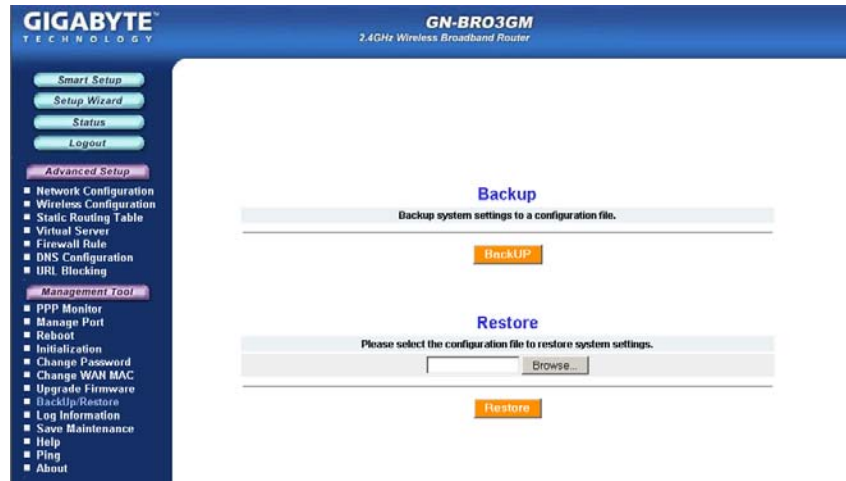 GIGABYTE™
TECHNOLOGY
GN-BRO3GM
2.4GHz Wireless Broadband Router
Smart Setup
Setup Wizard
Status
Logout
Advanced Setup
Network Configuration
Wireless Configuration
Static Routing Table
Virtual Server
Firewall Rule
DNS Configuration
URL Blocking
Management Tool
PPP Monitor
Manage Port
Reboot
Initialization
Change Password
Change WAN MAC
Upgrade Firmware
BackUp/Restore
Log Information
Save Maintenance
Help
Ping
About
Backup
Backup system settings to a configuration file.
BackUP
Restore
Please select the configuration file to restore system settings.
Browse...
Restore